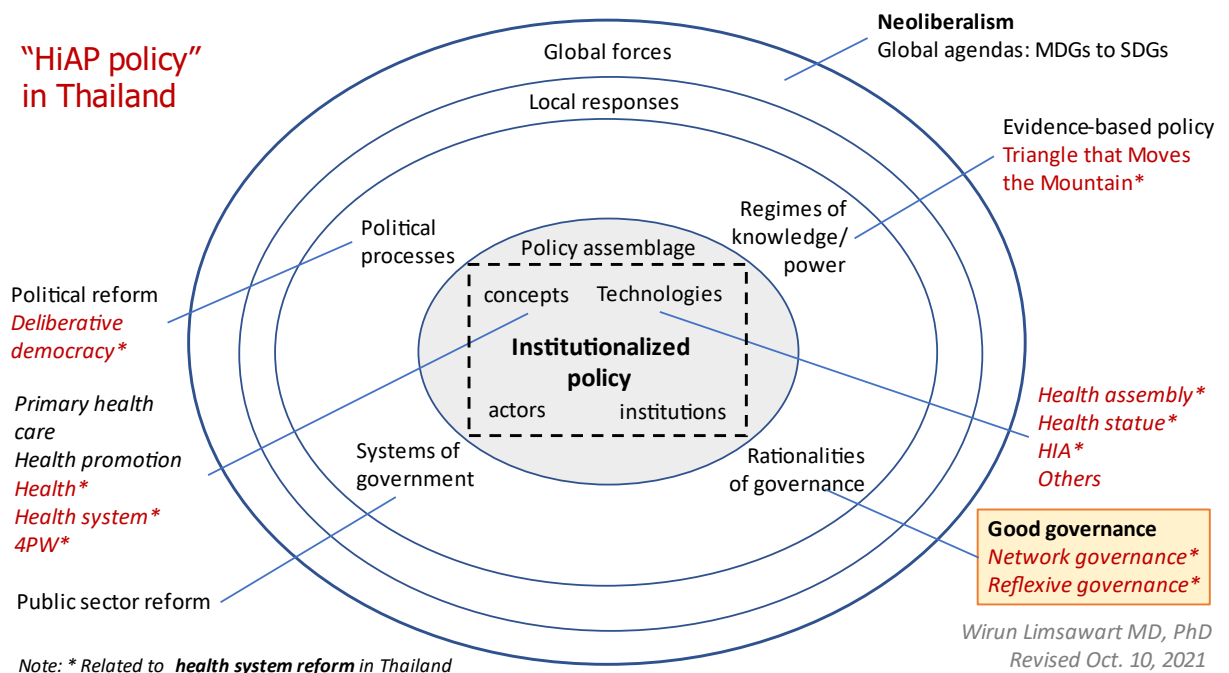 "HiAP policy"
in Thailand
Global forces
Local responses
Neoliberalism
Global agendas: MDGs to SDGs
Evidence-based policy
Triangle that Moves
the Mountain*
Political
processes
Regimes of
knowledge/
power
Policy assemblage
concepts
Technologies
Institutionalized
policy
actors
institutions
Political reform
Deliberative
democracy*
Primary health
care
Health promotion
Health*
Health system*
4PW*
Systems of
government
Rationalities
of governance
Health assembly*
Health statue*
HIA*
Others
Good governance
Network governance*
Reflexive governance*
Public sector reform
Wirun Limsawart MD, PhD
Revised Oct. 10, 2021
Note: * Related to health system reform in Thailand